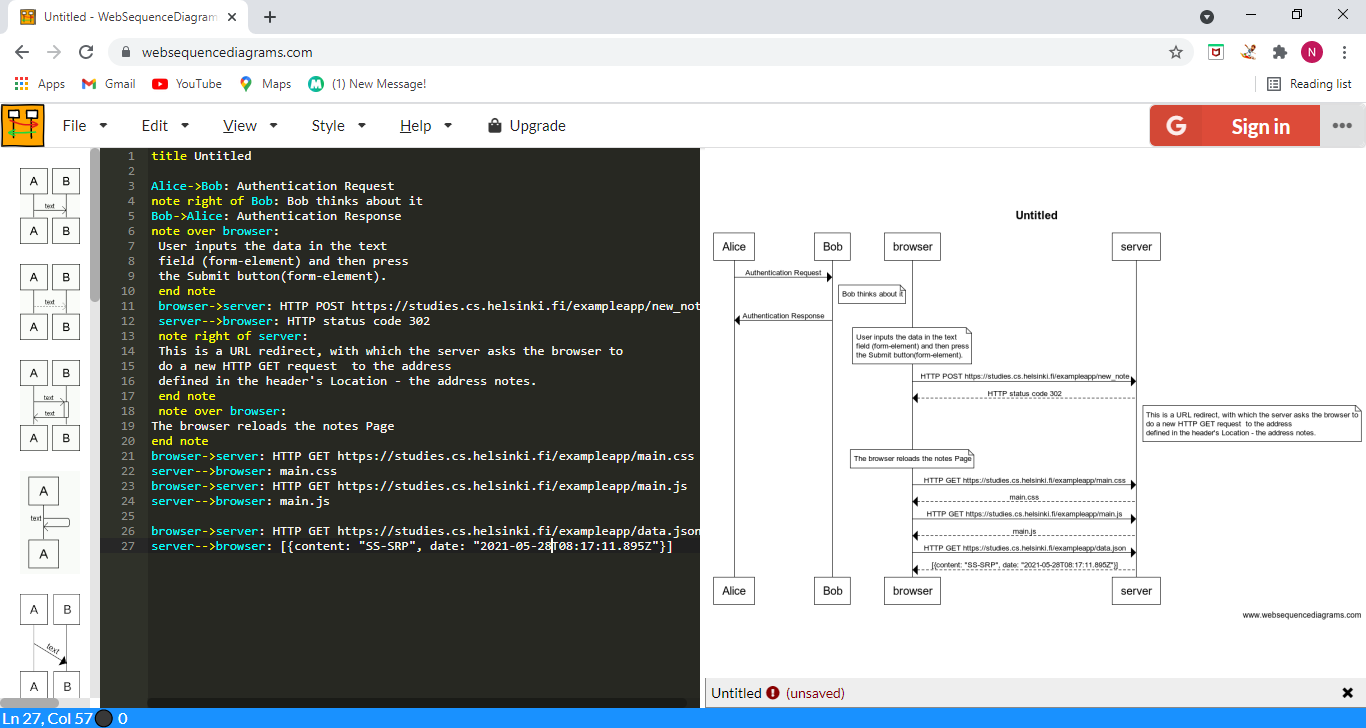 Untitled - WebSequenceDiagram
websequencediagrams.com
N
Apps
Gmail
YouTube
Maps
(1) New Message!
Reading list
File
Edit
View
Style
Help
Upgrade
G
Sign in
A B
text
A B
A B
text
A B
A B
text
text
A B
A
text
A
A B
text
A B
1 title Untitled
2
3 Alice->Bob: Authentication Request
4 note right of Bob: Bob thinks about it
5 Bob->Alice: Authentication Response
6 note over browser:
7 User inputs the data in the text
8 field (form-element) and then press
9 the Submit button(form-element).
10 end note
11 browser->server: HTTP POST https://studies.cs.helsinki.fi/exampleapp/new_not
12 server-->browser: HTTP status code 302
13 note right of server:
14 This is a URL redirect, with which the server asks the browser to
15 do a new HTTP GET request  to the address
16 defined in the header's Location - the address notes.
17 end note
18 note over browser:
19 The browser reloads the notes Page
20 end note
21 browser->server: HTTP GET https://studies.cs.helsinki.fi/exampleapp/main.css
22 server-->browser: main.css
23 browser->server: HTTP GET https://studies.cs.helsinki.fi/exampleapp/main.js
24 server-->browser: main.js
25
26 browser->server: HTTP GET https://studies.cs.helsinki.fi/exampleapp/data.json
27 server-->browser: [{content: "SS-SRP", date: "2021-05-28T08:17:11.895Z"}]
Untitled
Alice Bob browser server
Authentication Request
Bob thinks about it
Authentication Response
User inputs the data in the text
field (form-element) and then press
the Submit button(form-element).
HTTP POST https://studies.cs.helsinki.fi/exampleapp/new_note
HTTP status code 302
This is a URL redirect, with which the server asks the browser to
do a new HTTP GET request  to the address
defined in the header's Location - the address notes.
The browser reloads the notes Page
HTTP GET https://studies.cs.helsinki.fi/exampleapp/main.css
main.css
HTTP GET https://studies.cs.helsinki.fi/exampleapp/main.js
main.js
HTTP GET https://studies.cs.helsinki.fi/exampleapp/data.json
[{content: "SS-SRP", date: "2021-05-28T08:17:11.895Z"}]
Alice Bob browser server
www.websequencediagrams.com
Untitled (unsaved)
Ln 27, Col 57 0